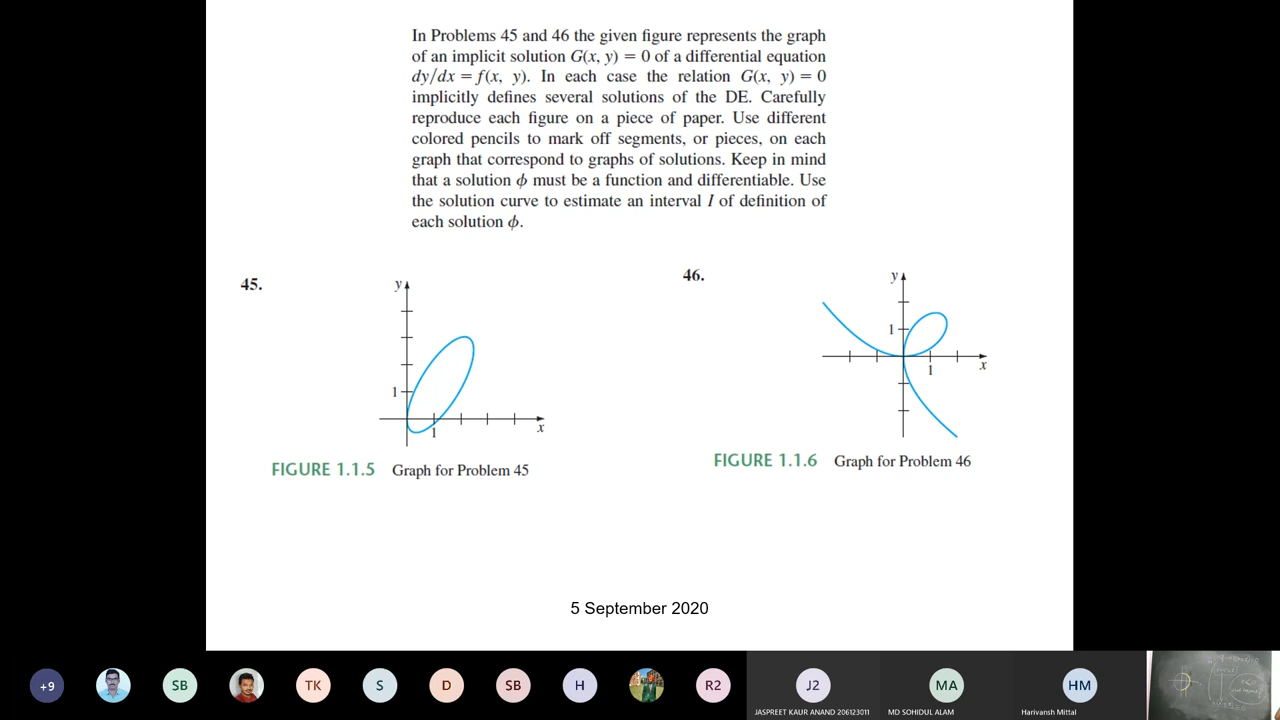 In Problems 45 and 46 the given figure represents the graph
of an implicit solution G(x, y) = 0 of a differential equation
dy/dx = f(x, y). In each case the relation G(x, y) = 0
implicitly defines several solutions of the DE. Carefully
reproduce each figure on a piece of paper. Use different
colored pencils to mark off segments, or pieces, on each
graph that correspond to graphs of solutions. Keep in mind
that a solution ϕ must be a function and differentiable. Use
the solution curve to estimate an interval I of definition of
each solution ϕ.
45.
y
1
1
x
FIGURE 1.1.5 Graph for Problem 45
46.
y
1
1
x
FIGURE 1.1.6 Graph for Problem 46
5 September 2020
+9
SB
TK
S
D
SB
H
R2
J2
JASPREET KAUR ANAND 206123011
MA
MD SOHIDUL ALAM
HM
Harivansh Mittal